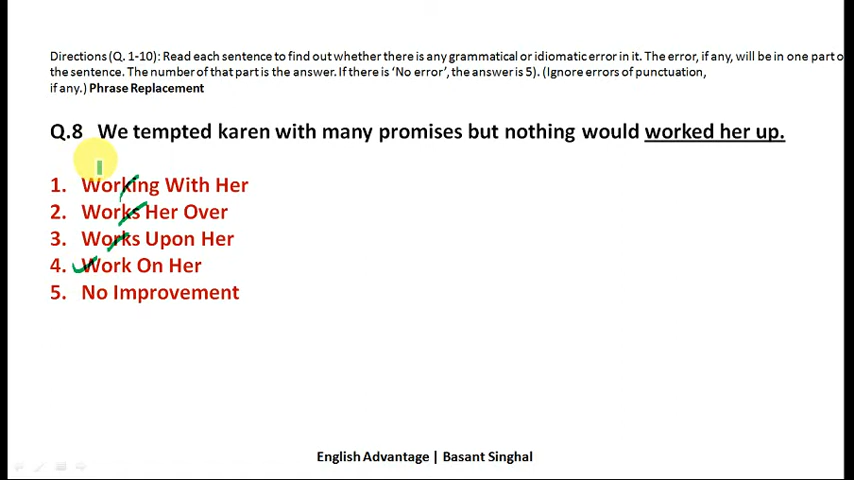 Directions (Q. 1-10): Read each sentence to find out whether there is any grammatical or idiomatic error in it. The error, if any, will be in one part o
the sentence. The number of that part is the answer. If there is 'No error', the answer is 5). (Ignore errors of punctuation,
if any.) Phrase Replacement
Q.8 We tempted karen with many promises but nothing would worked her up.
1. Working With Her
2. Works Her Over
3. Works Upon Her
4. Work On Her
5. No Improvement
English Advantage | Basant Singhal